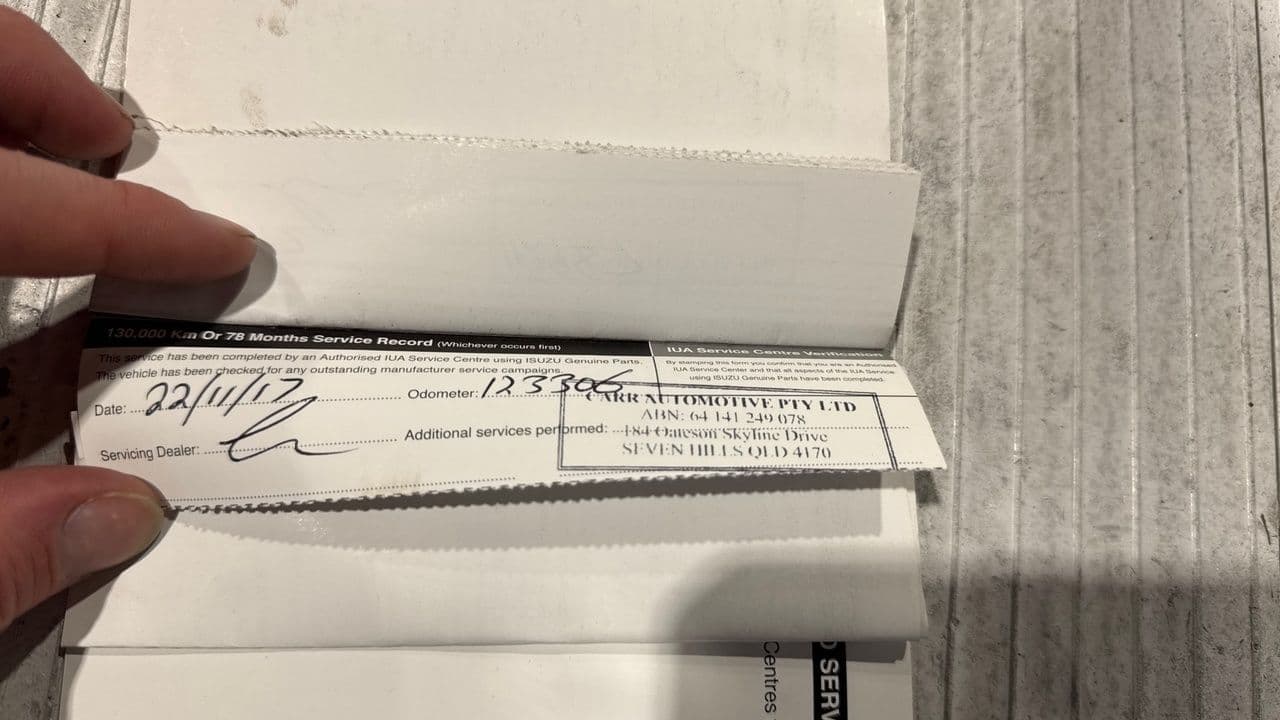 130,000 Km Or 78 Months Service Record (Whichever occurs first)
This service has been completed by an Authorised IUA Service Centre using ISUZU Genuine Parts.
The vehicle has been checked for any outstanding manufacturer service campaigns
Date: 22/11/17 Odometer: 123306
Servicing Dealer: Additional services performed:
IUA Service Centre Verification
By stamping this form you confirm that you are an Authorised
IUA Service Center and that all aspects of the IUA Service
using ISUZU Genuine Parts have been completed.
CARR AUTOMOTIVE PTY LTD
ABN: 64 141 249 078
184 Oateson Skyline Drive
SEVEN HILLS QLD 4170
Centres
SERV